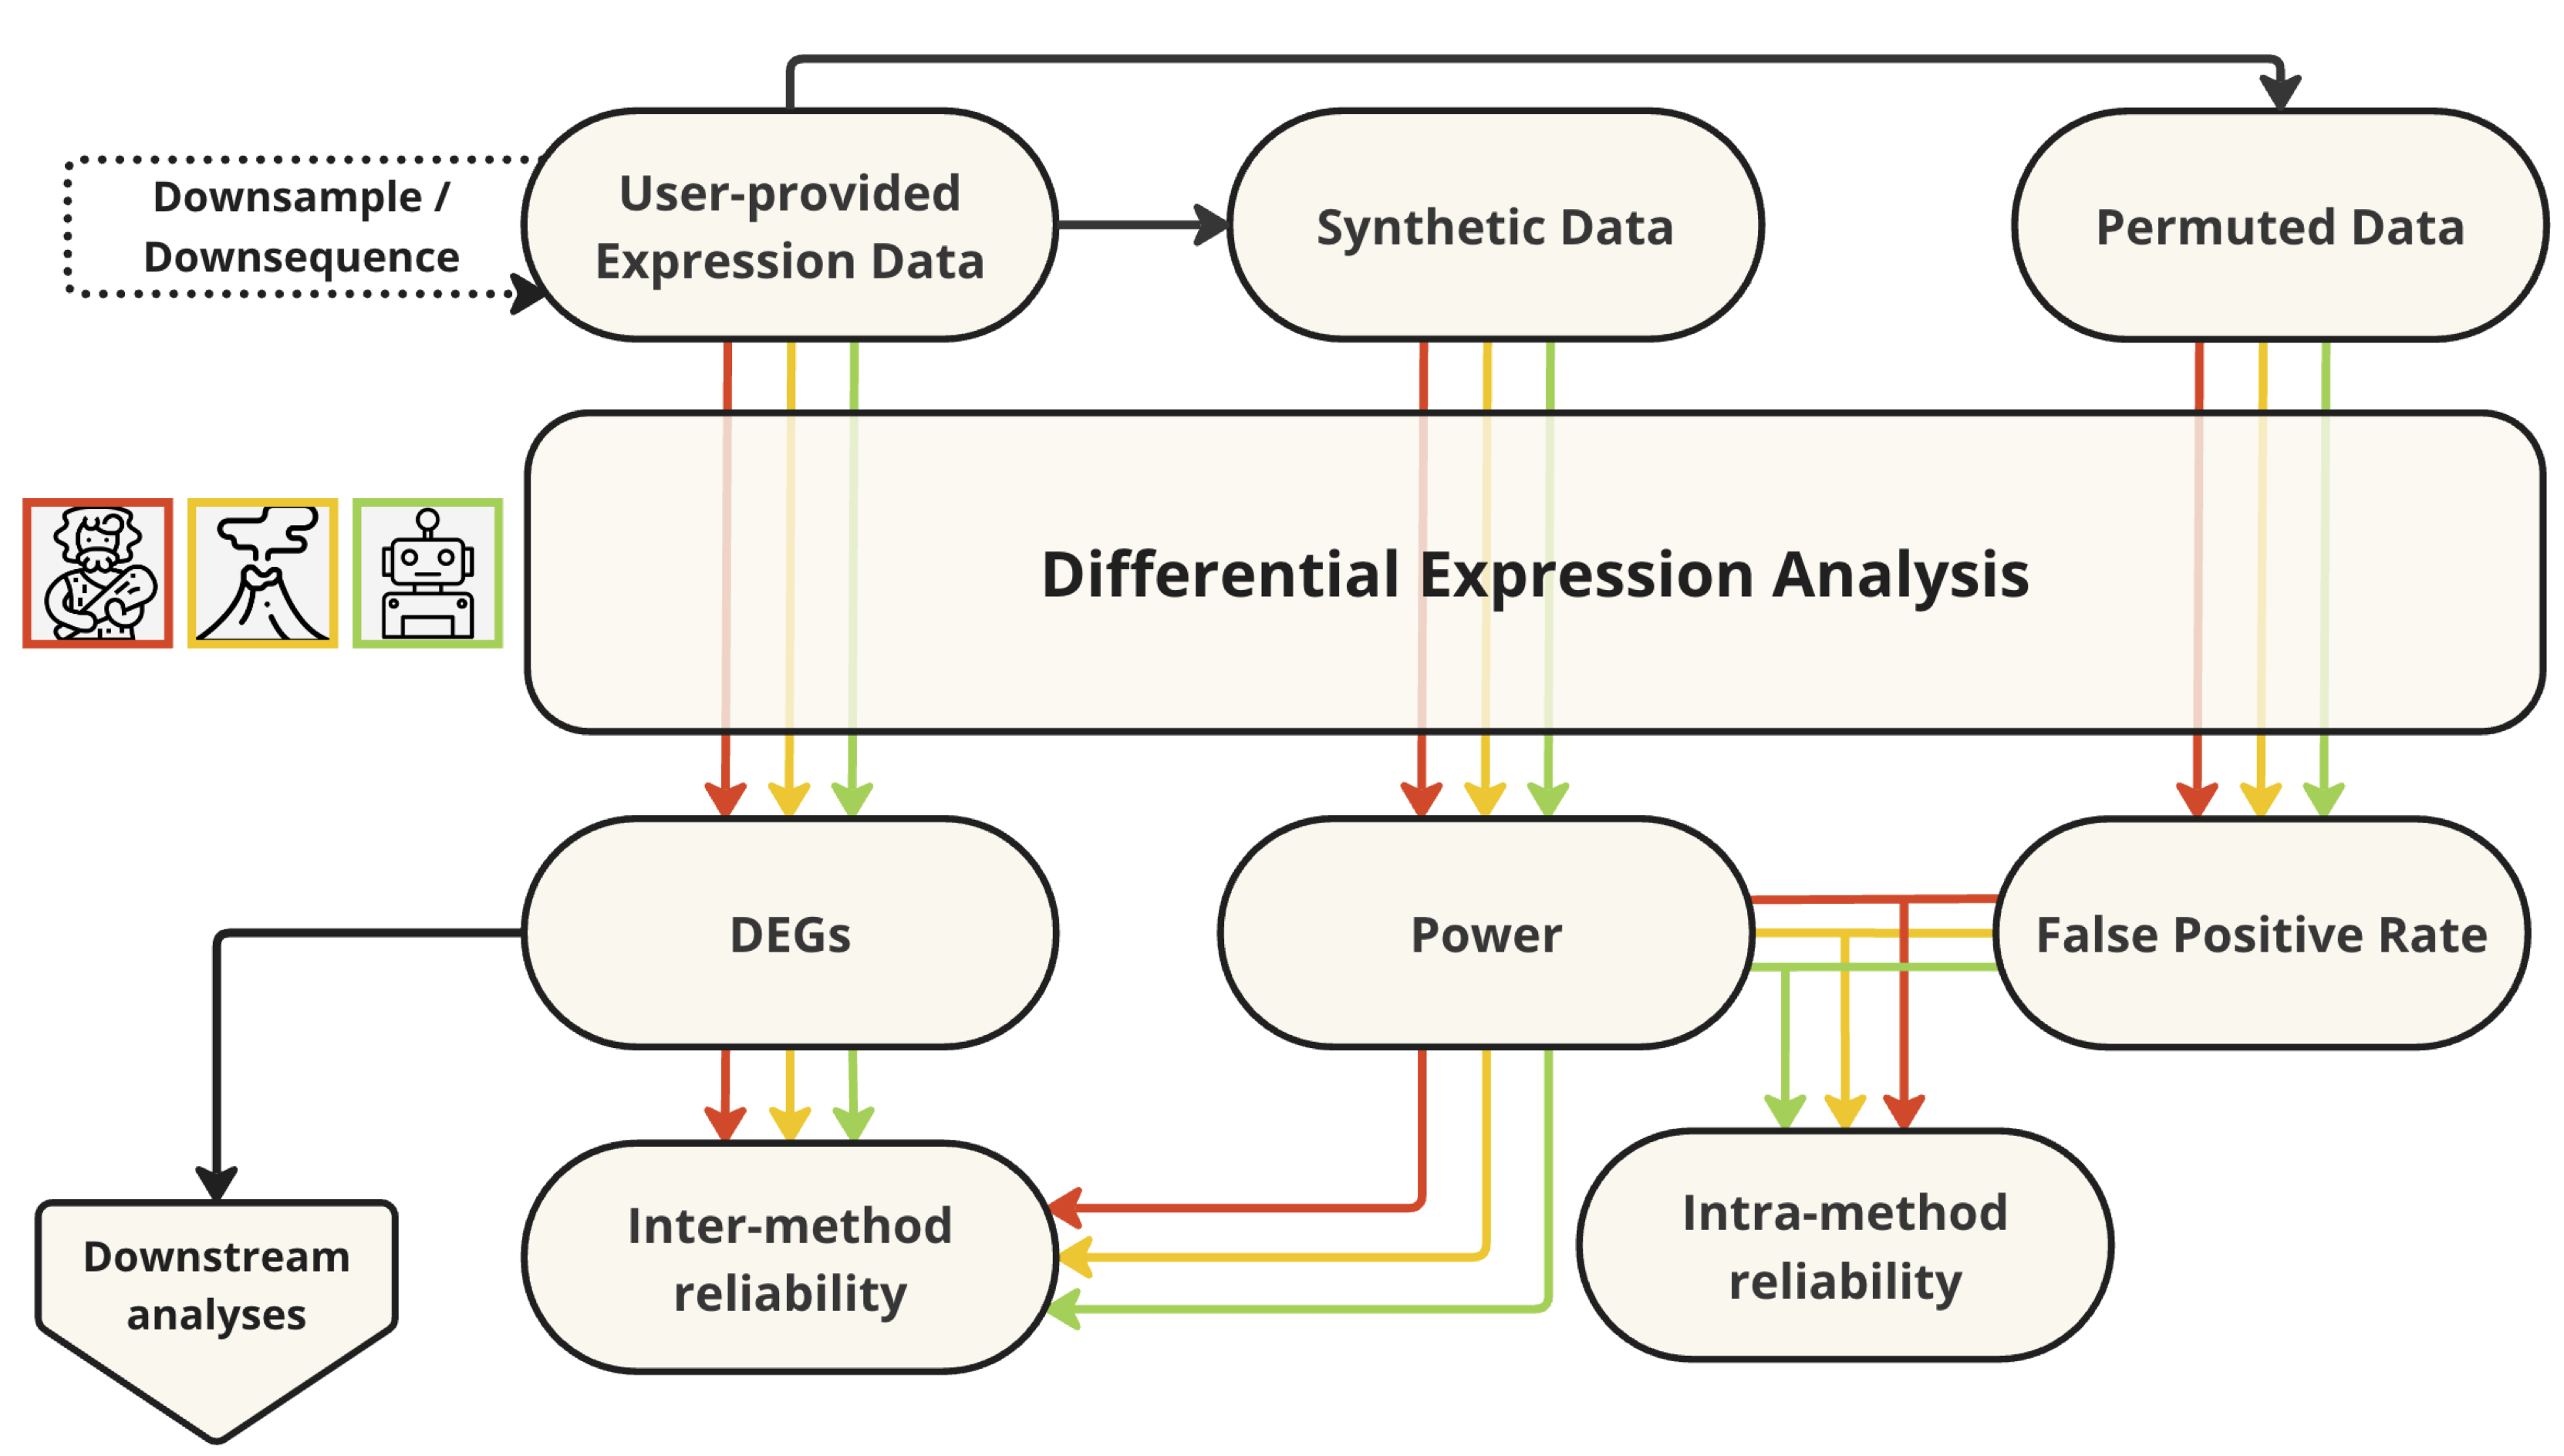 Downsample /
Downsequence
User-provided
Expression Data
Synthetic Data
Permuted Data
Differential Expression Analysis
DEGs
Power
False Positive Rate
Downstream
analyses
Inter-method
reliability
Intra-method
reliability